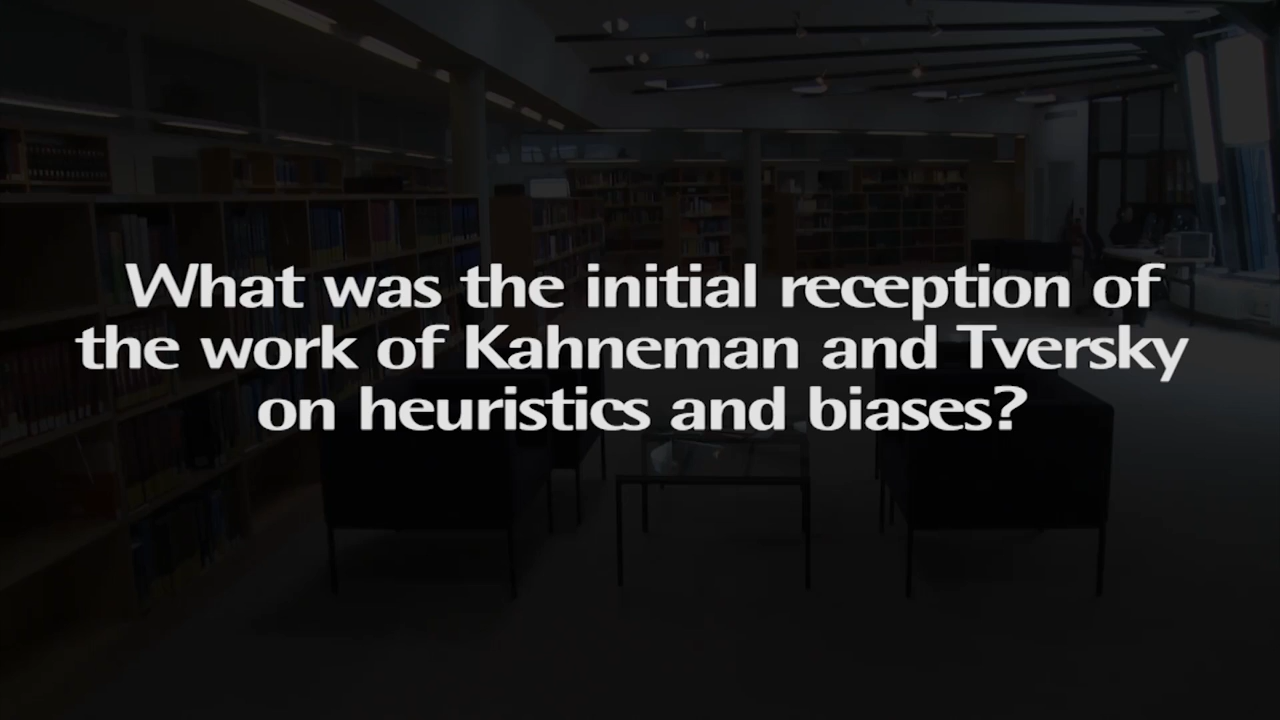 What was the initial reception of
the work of Kahneman and Tversky
on heuristics and biases?